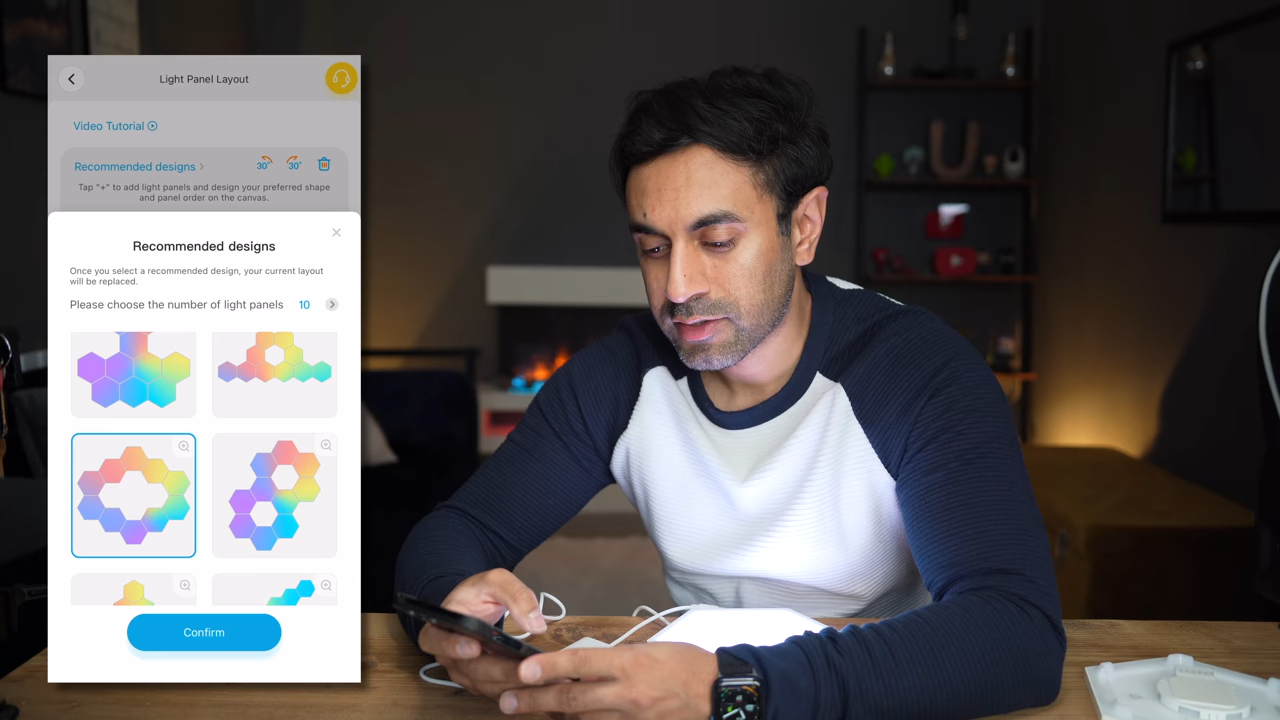 Light Panel Layout
Video Tutorial
Recommended designs
30°
30°
Tap "+" to add light panels and design your preferred shape
and panel order on the canvas.
Recommended designs
Once you select a recommended design, your current layout
will be replaced.
Please choose the number of light panels 10
Confirm